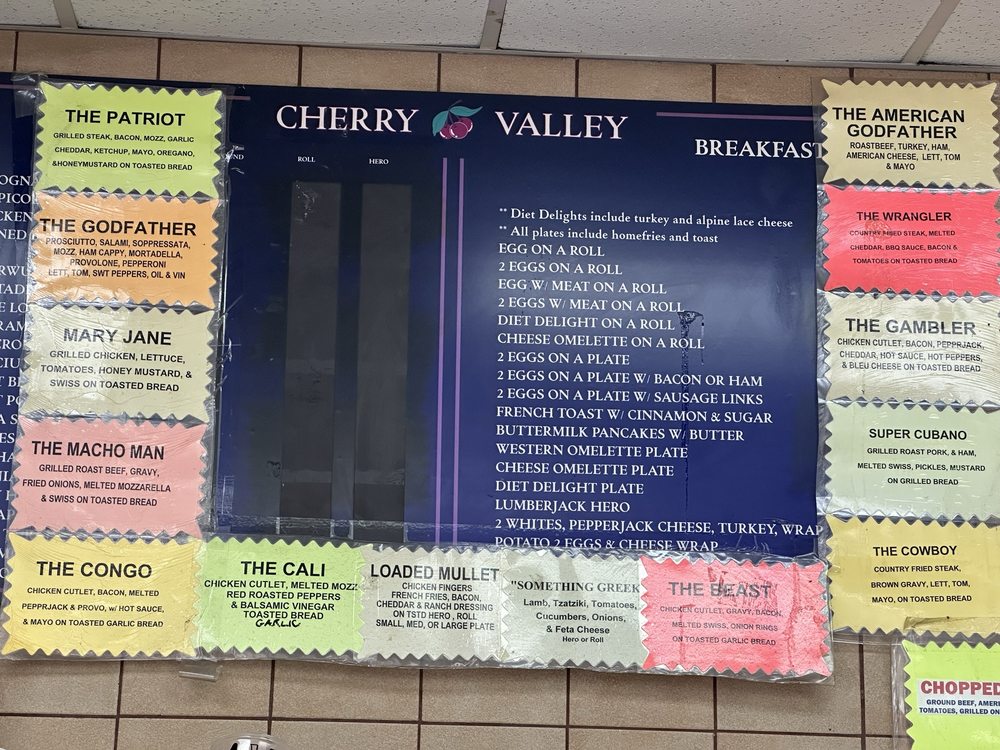 THE PATRIOT
GRILLED STEAK, BACON, MOZZ, GARLIC
CHEDDAR, KETCHUP, MAYO, OREGANO,
&HONEYMUSTARD ON TOASTED BREAD
THE GODFATHER
PROSCIUTTO, SALAMI, SOPPRESSATA,
MOZZ, HAM CAPPY, MORTADELLA,
PROVOLONE, PEPPERONI
LETT, TOM, SWT PEPPERS, OIL & VIN
MARY JANE
GRILLED CHICKEN, LETTUCE,
TOMATOES, HONEY MUSTARD, &
SWISS ON TOASTED BREAD
THE MACHO MAN
GRILLED ROAST BEEF, GRAVY,
FRIED ONIONS, MELTED MOZZARELLA
& SWISS ON TOASTED BREAD
THE CONGO
CHICKEN CUTLET, BACON, MELTED
PEPPRJACK & PROVO, w/ HOT SAUCE,
& MAYO ON TOASTED GARLIC BREAD
THE CALI
CHICKEN CUTLET, MELTED MOZZ
RED ROASTED PEPPERS
& BALSAMIC VINEGAR
TOASTED BREAD
GARLIC
LOADED MULLET
CHICKEN FINGERS
FRENCH FRIES, BACON,
CHEDDAR & RANCH DRESSING
ON TSTD HERO , ROLL
SMALL, MED, OR LARGE PLATE
"SOMETHING GREEK
Lamb, Tzatziki, Tomatoes,
Cucumbers, Onions,
& Feta Cheese
Hero or Roll
THE BEAST
CHICKEN CUTLET, GRAVY, BACON,
MELTED SWISS, ONION RINGS
ON TOASTED GARLIC BREAD
CHERRY VALLEY
ROLL
HERO
BREAKFAST
** Diet Delights include turkey and alpine lace cheese
** All plates include homefries and toast
EGG ON A ROLL
2 EGGS ON A ROLL
EGG W/ MEAT ON A ROLL
2 EGGS W/ MEAT ON A ROLL
DIET DELIGHT ON A ROLL
CHEESE OMELETTE ON A ROLL
2 EGGS ON A PLATE
2 EGGS ON A PLATE W/ BACON OR HAM
2 EGGS ON A PLATE W/ SAUSAGE LINKS
FRENCH TOAST W/ CINNAMON & SUGAR
BUTTERMILK PANCAKES W/ BUTTER
WESTERN OMELETTE PLATE
CHEESE OMELETTE PLATE
DIET DELIGHT PLATE
LUMBERJACK HERO
2 WHITES, PEPPERJACK CHEESE, TURKEY, WRAP
POTATO 2 EGGS & CHEESE WRAP
THE AMERICAN
GODFATHER
ROASTBEEF, TURKEY, HAM,
AMERICAN CHEESE, LETT, TOM
& MAYO
THE WRANGLER
COUNTRY FRIED STEAK, MELTED
CHEDDAR, BBQ SAUCE, BACON &
TOMATOES ON TOASTED BREAD
THE GAMBLER
CHICKEN CUTLET, BACON, PEPPRJACK,
CHEDDAR, HOT SAUCE, HOT PEPPERS,
& BLEU CHEESE ON TOASTED BREAD
SUPER CUBANO
GRILLED ROAST PORK, & HAM,
MELTED SWISS, PICKLES, MUSTARD
ON GRILLED BREAD
THE COWBOY
COUNTRY FRIED STEAK,
BROWN GRAVY, LETT, TOM,
MAYO, ON TOASTED BREAD
CHOPPED
GROUND BEEF,
TOMATOES, GRILLED